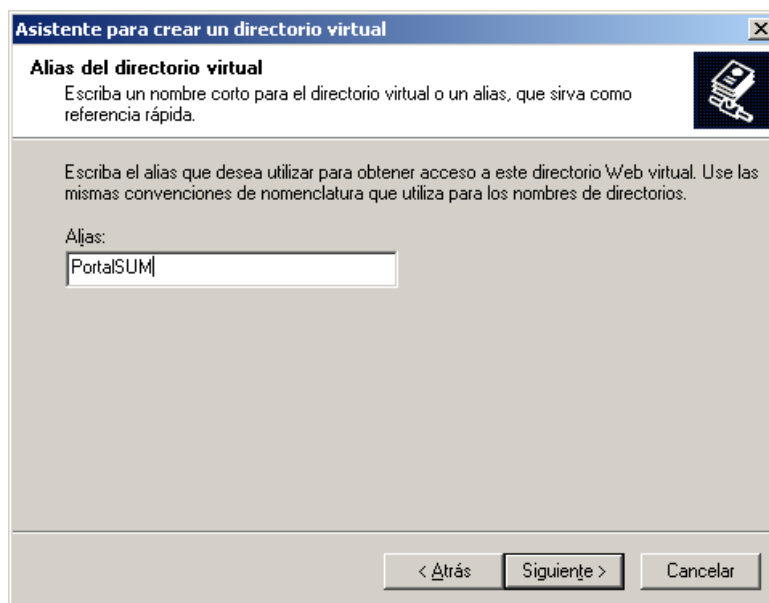 Asistente para crear un directorio virtual
Alias del directorio virtual
Escriba un nombre corto para el directorio virtual o un alias, que sirva como
referencia rápida.
Escriba el alias que desea utilizar para obtener acceso a este directorio Web virtual. Use las
mismas convenciones de nomenclatura que utiliza para los nombres de directorios.
Alias:
PortalSUM
< Atrás Siguiente > Cancelar